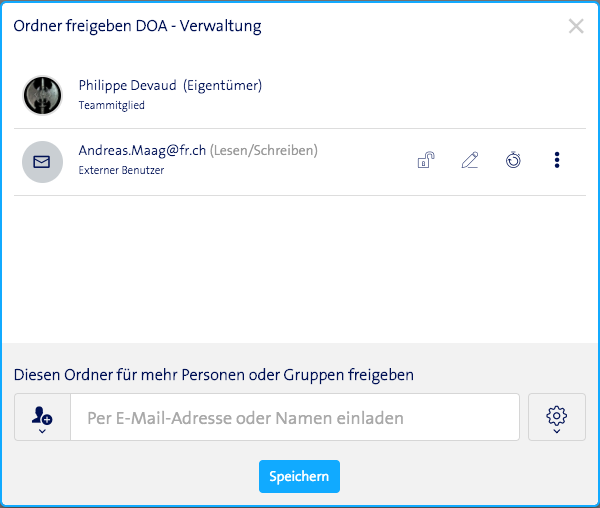 Ordner freigeben DOA - Verwaltung
Philippe Devaud (Eigentümer)
Teammitglied
Andreas.Maag@fr.ch (Lesen/Schreiben)
Externer Benutzer
Diesen Ordner für mehr Personen oder Gruppen freigeben
Per E-Mail-Adresse oder Namen einladen
Speichern